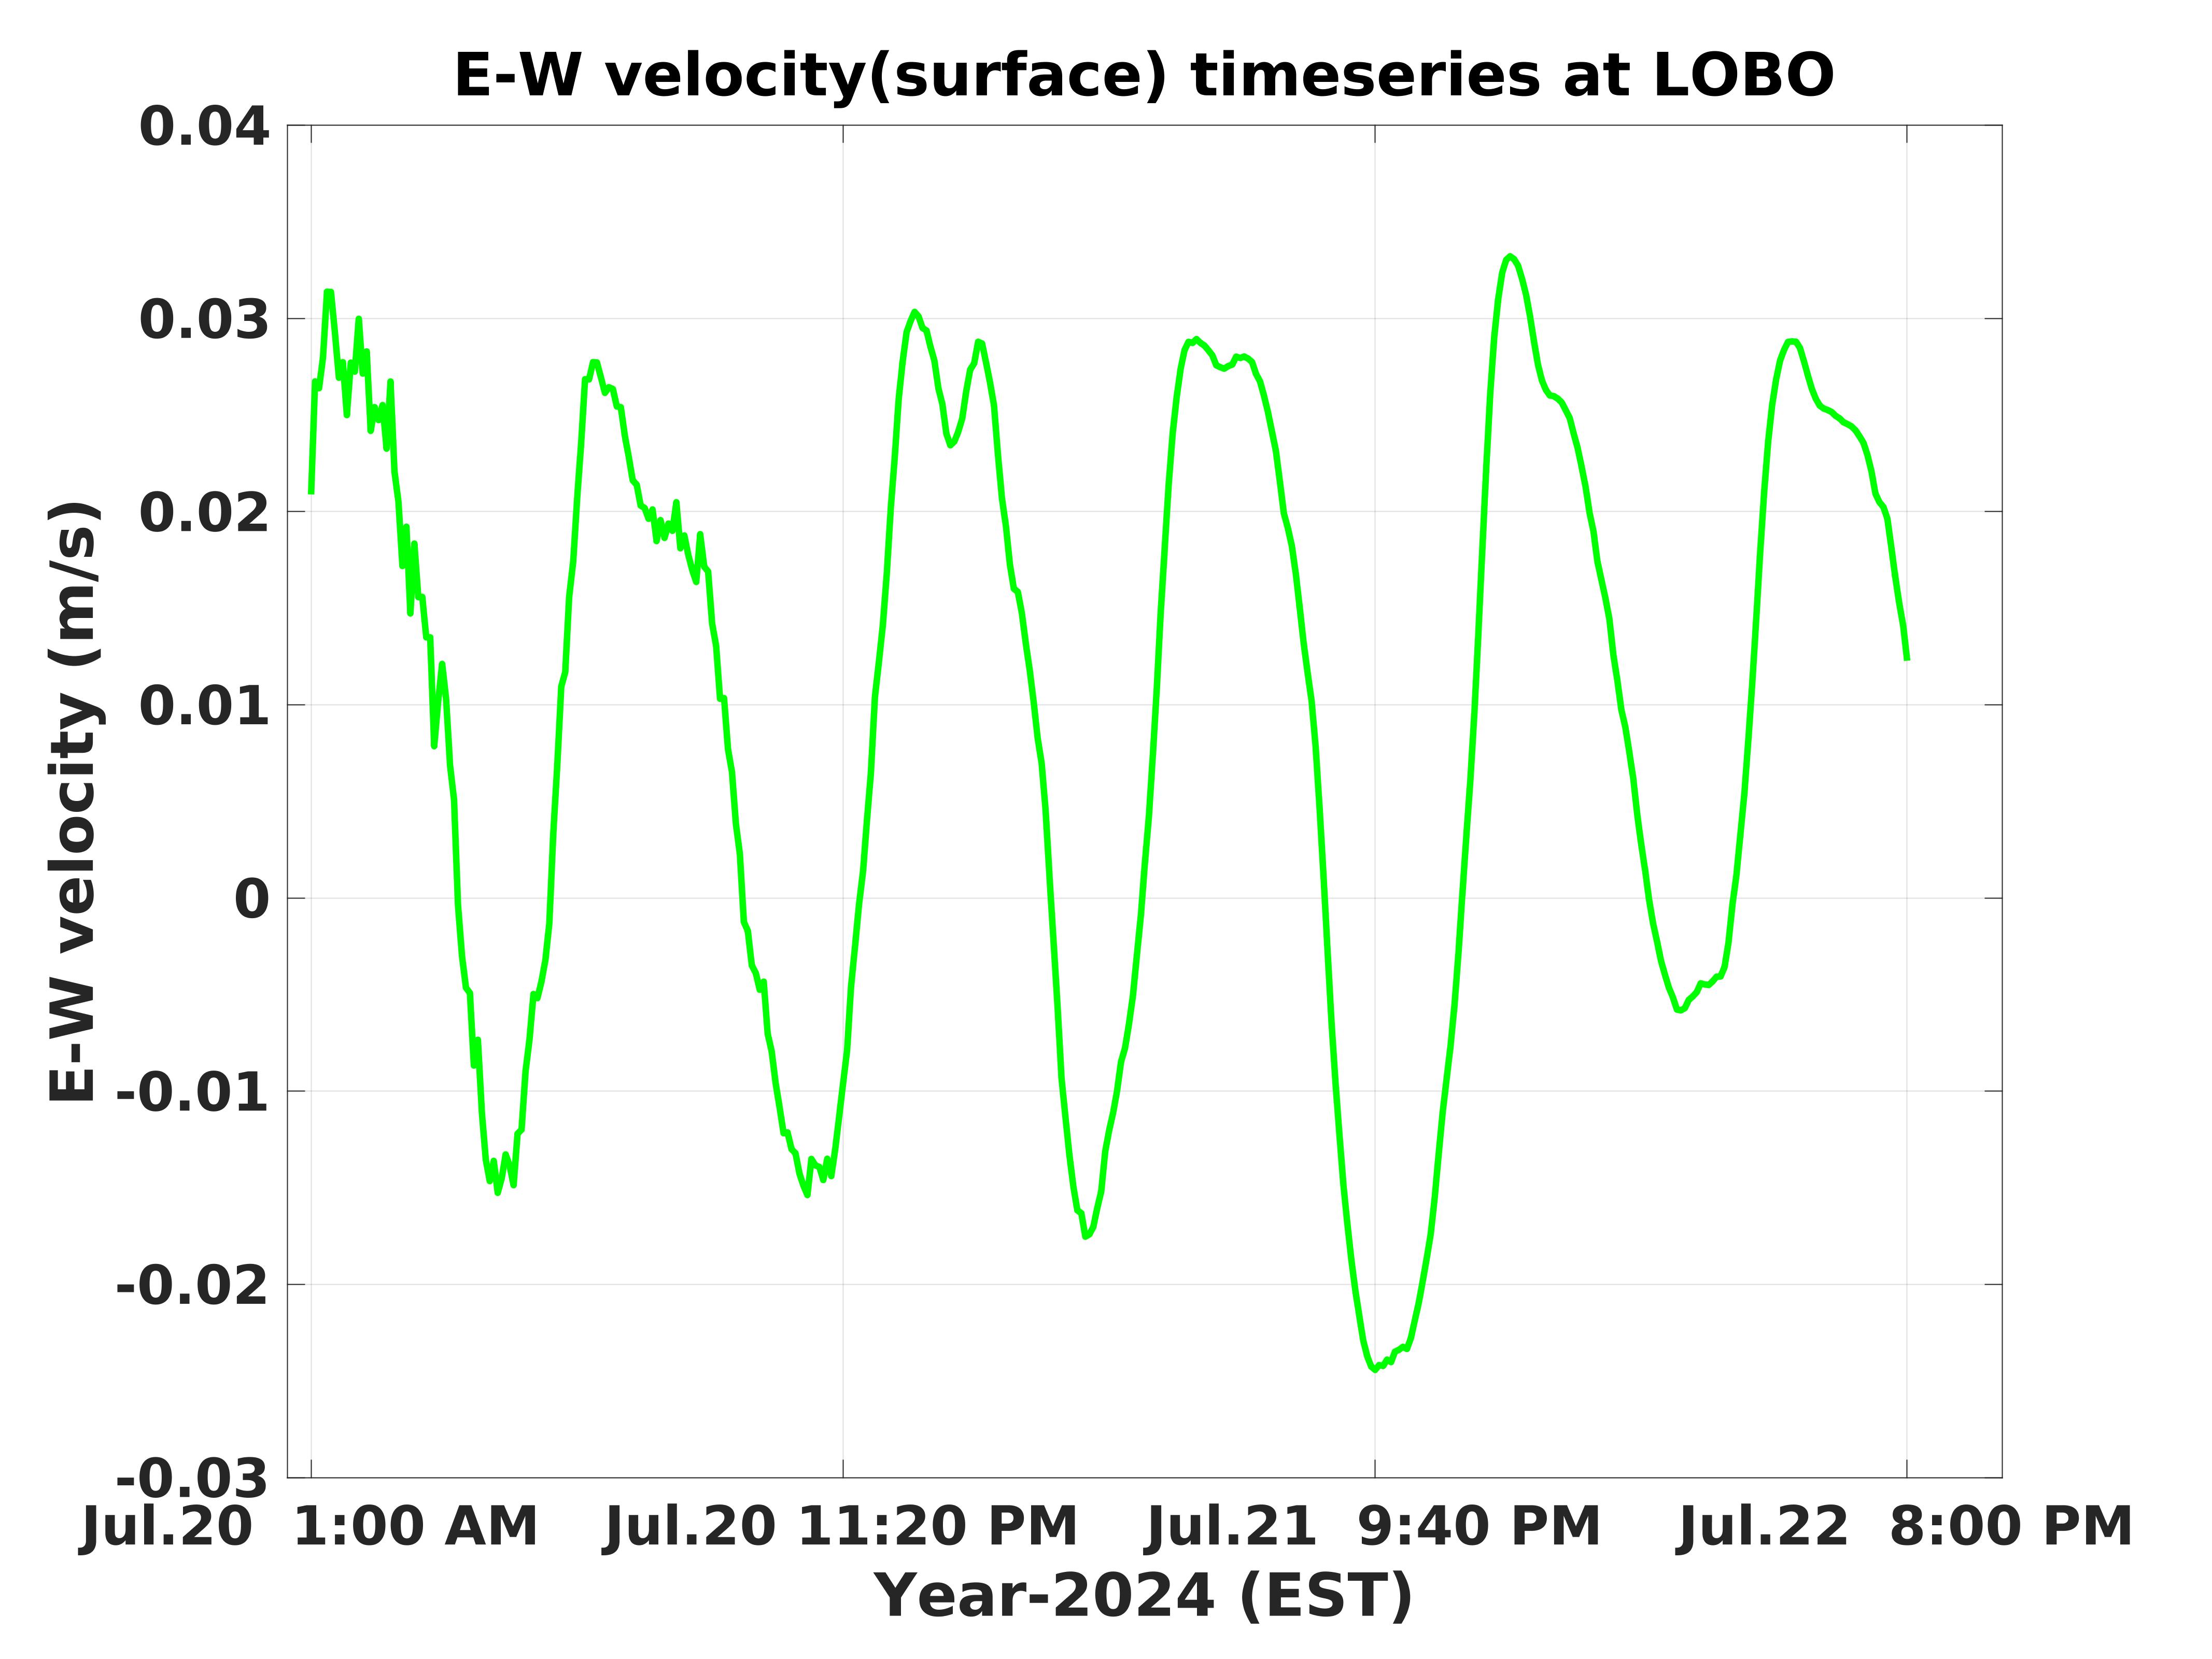 E-W velocity(surface) timeseries at LOBO
E-W velocity (m/s)
0.04
0.03
0.02
0.01
0
-0.01
-0.02
-0.03
Jul.20 1:00 AM
Jul.20 11:20 PM
Jul.21 9:40 PM
Jul.22 8:00 PM
Year-2024 (EST)